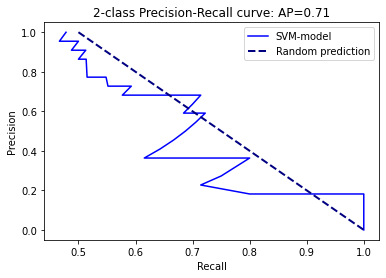 2-class Precision-Recall curve: AP=0.71
SVM-model
Random prediction
Precision
1.0
0.8
0.6
0.4
0.2
0.0
0.5
0.6
0.7
0.8
0.9
1.0
Recall